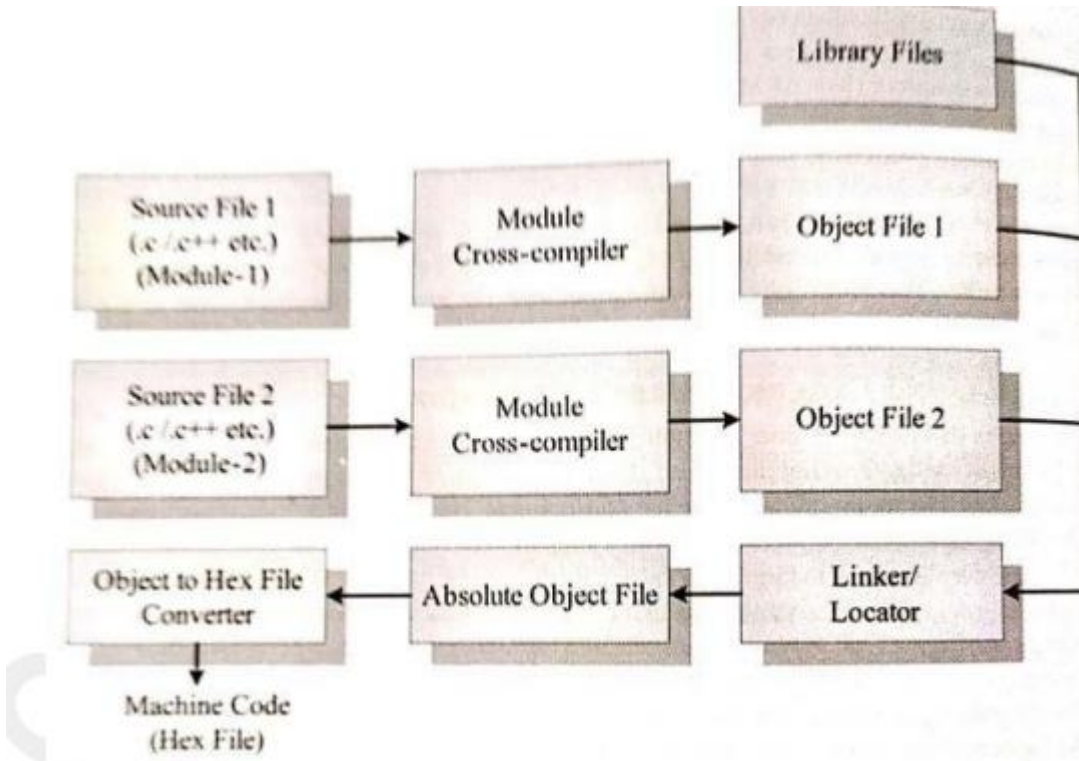 Library Files
Source File 1
(.c /.c++ etc.)
(Module-1)
Module
Cross-compiler
Object File 1
Source File 2
(.c /.c++ etc.)
(Module-2)
Module
Cross-compiler
Object File 2
Object to Hex File
Converter
Absolute Object File
Linker/
Locator
Machine Code
(Hex File)